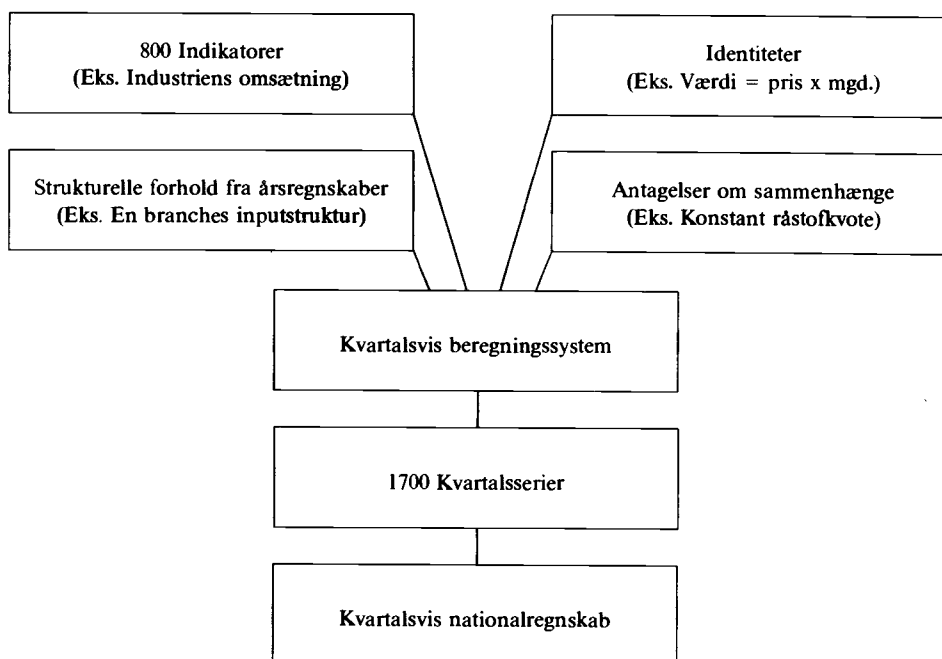 800 Indikatorer
(Eks. Industriens omsætning)
Identiteter
(Eks. Værdi = pris x mgd.)
Strukturelle forhold fra årsregnskaber
(Eks. En branches inputstruktur)
Antagelser om sammenhænge
(Eks. Konstant råstofkvote)
Kvartalsvis beregningssystem
1700 Kvartalsserier
Kvartalsvis nationalregnskab